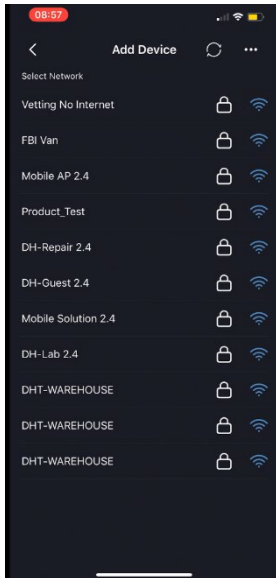 08:57
Add Device
Select Network
Vetting No Internet
FBI Van
Mobile AP 2.4
Product_Test
DH-Repair 2.4
DH-Guest 2.4
Mobile Solution 2.4
DH-Lab 2.4
DHT-WAREHOUSE
DHT-WAREHOUSE
DHT-WAREHOUSE